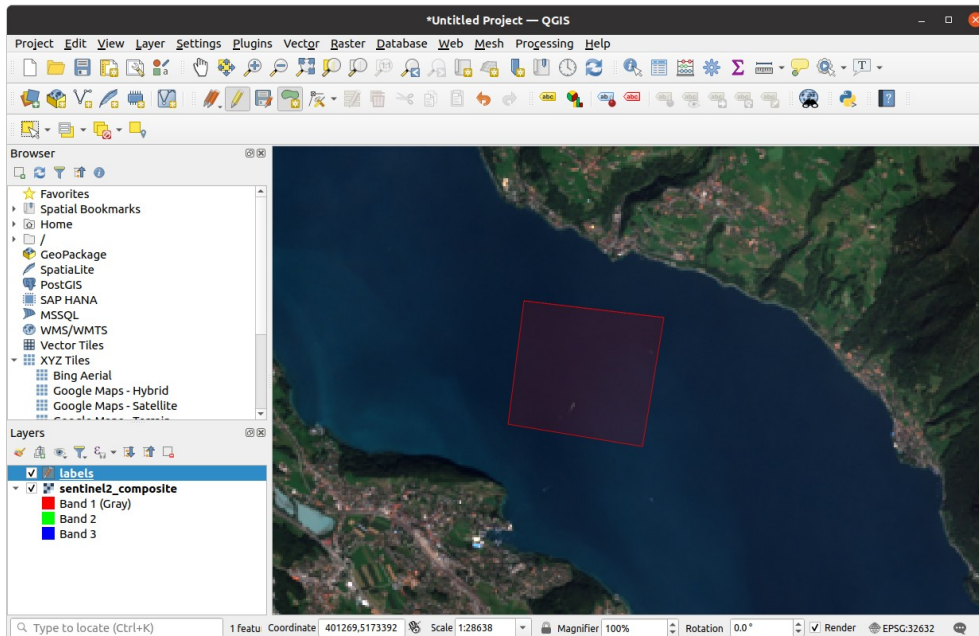 *Untitled Project — QGIS
Project Edit View Layer Settings Plugins Vector Raster Database Web Mesh Processing Help
Browser
Favorites
Spatial Bookmarks
Home
/
GeoPackage
SpatiaLite
PostGIS
SAP HANA
MSSQL
WMS/WMTS
Vector Tiles
XYZ Tiles
Bing Aerial
Google Maps - Hybrid
Google Maps - Satellite
Layers
labels
sentinel2_composite
Band 1 (Gray)
Band 2
Band 3
Type to locate (Ctrl+K) 1 featu Coordinate 401269,5173392 Scale 1:28638 Magnifier 100% Rotation 0.0 ° Render EPSG:32632